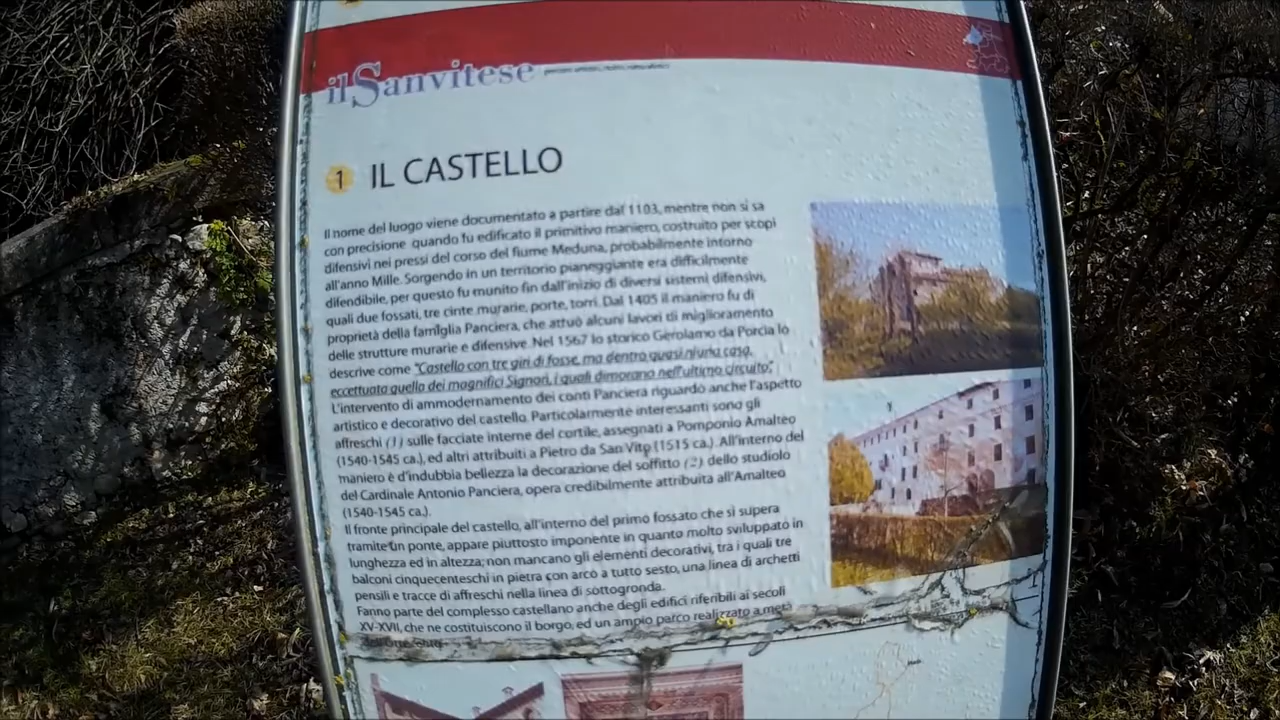 il Sanvitese
1 IL CASTELLO
Il nome del luogo viene documentato a partire dal 1103, mentre non si sa
con precisione quando fu edificato il primitivo maniero, costruito per scopi
difensivi nei pressi del corso del fiume Meduna, probabilmente intorno
all'anno Mille. Sorgendo in un territorio pianeggiante era difficilmente
difendibile, per questo fu munito fin dall'inizio di diversi sistemi difensivi,
quali due fossati, tre cinte murarie, porte, torri. Dal 1405 il maniero fu di
proprietà della famIglia Panciera, che attuò alcuni lavori di miglioramento
delle strutture murarie e difensive. Nel 1567 lo storico Gerolamo da Porcia lo
descrive come "Castello con tre giri di fosse, ma dentro quasi niuna casa,
eccettuata quella dei magnifici Signori, i quali dimorano nell'ultimo circuito".
L'intervento di ammodernamento dei conti Panciera riguardò anche l'aspetto
artistico e decorativo del castello. Particolarmente interessanti sono gli
affreschi (1) sulle facciate interne del cortile, assegnati a Pomponio Amalteo
(1540-1545 ca.), ed altri attribuiti a Pietro da San Vito (1515 ca.). All'interno del
maniero è d'indubbia bellezza la decorazione del soffitto (2) dello studiolo
del Cardinale Antonio Panciera, opera credibilmente attribuita all'Amalteo
(1540-1545 ca.).
Il fronte principale del castello, all'interno del primo fossato che si supera
tramite un ponte, appare piuttosto imponente in quanto molto sviluppato in
lunghezza ed in altezza; non mancano gli elementi decorativi, tra i quali tre
balconi cinquecenteschi in pietra con arco a tutto sesto, una linea di archetti
pensili e tracce di affreschi nella linea di sottogronda.
Fanno parte del complesso castellano anche degli edifici riferibili ai secoli
XV-XVII, che ne costituiscono il borgo, ed un ampio parco realizzato a metà